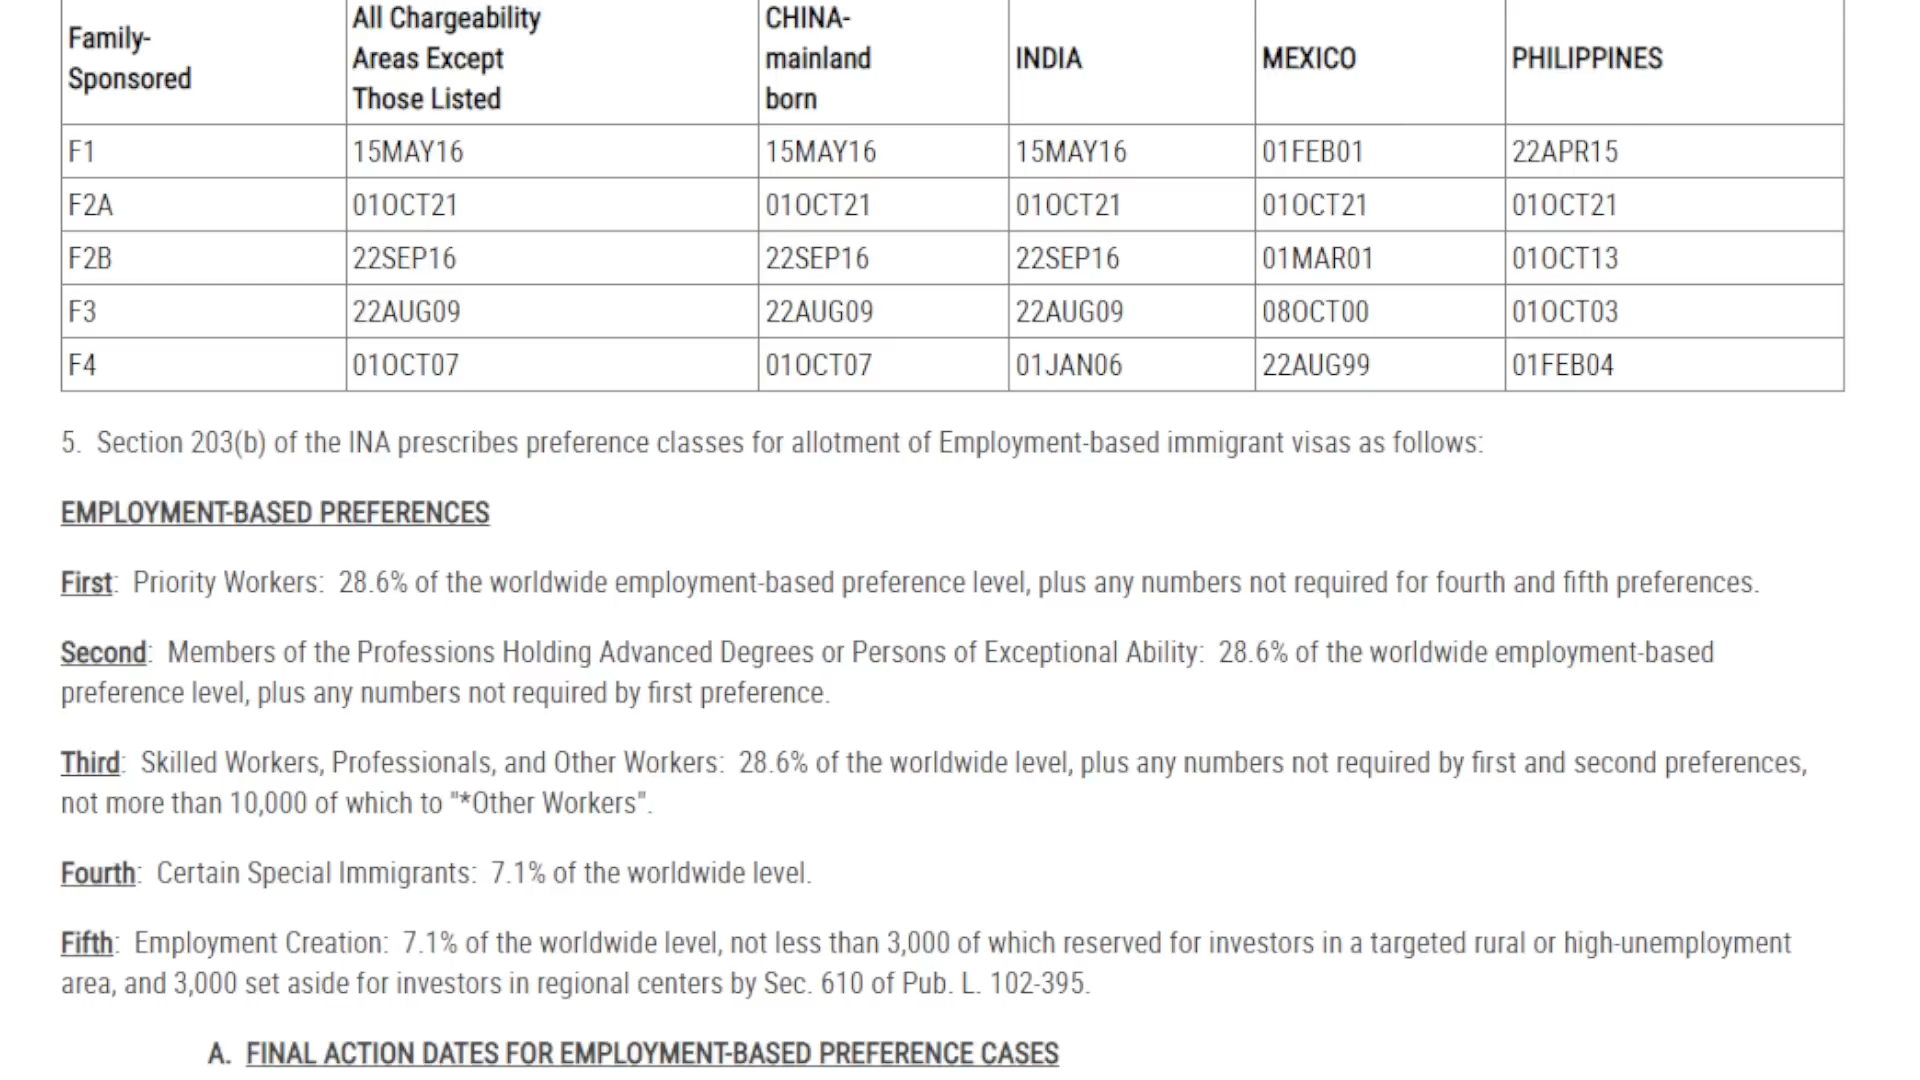 Family-Sponsored | All Chargeability Areas Except Those Listed | CHINA-mainland born | INDIA | MEXICO | PHILIPPINES
F1 | 15MAY16 | 15MAY16 | 15MAY16 | 01FEB01 | 22APR15
F2A | 01OCT21 | 01OCT21 | 01OCT21 | 01OCT21 | 01OCT21
F2B | 22SEP16 | 22SEP16 | 22SEP16 | 01MAR01 | 01OCT13
F3 | 22AUG09 | 22AUG09 | 22AUG09 | 08OCT00 | 01OCT03
F4 | 01OCT07 | 01OCT07 | 01JAN06 | 22AUG99 | 01FEB04
5. Section 203(b) of the INA prescribes preference classes for allotment of Employment-based immigrant visas as follows:
EMPLOYMENT-BASED PREFERENCES
First: Priority Workers: 28.6% of the worldwide employment-based preference level, plus any numbers not required for fourth and fifth preferences.
Second: Members of the Professions Holding Advanced Degrees or Persons of Exceptional Ability: 28.6% of the worldwide employment-based
preference level, plus any numbers not required by first preference.
Third: Skilled Workers, Professionals, and Other Workers: 28.6% of the worldwide level, plus any numbers not required by first and second preferences,
not more than 10,000 of which to "*Other Workers".
Fourth: Certain Special Immigrants: 7.1% of the worldwide level.
Fifth: Employment Creation: 7.1% of the worldwide level, not less than 3,000 of which reserved for investors in a targeted rural or high-unemployment
area, and 3,000 set aside for investors in regional centers by Sec. 610 of Pub. L. 102-395.
A. FINAL ACTION DATES FOR EMPLOYMENT-BASED PREFERENCE CASES